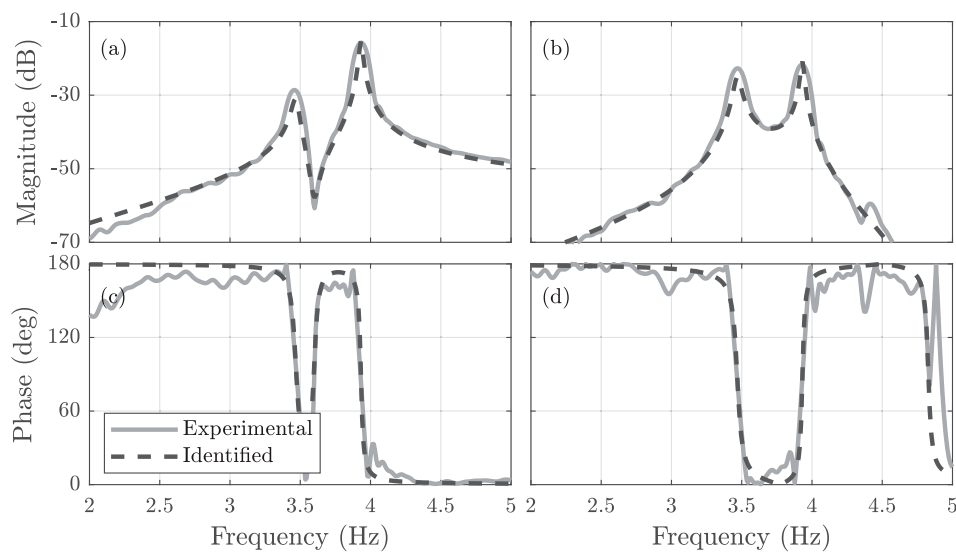 -10
-30
-50
-70
Magnitude (dB)
(a)
(b)
180
120
60
0
Phase (deg)
(c)
(d)
Experimental
Identified
2 2.5 3 3.5 4 4.5 5
2.5 3 3.5 4 4.5 5
Frequency (Hz)
Frequency (Hz)